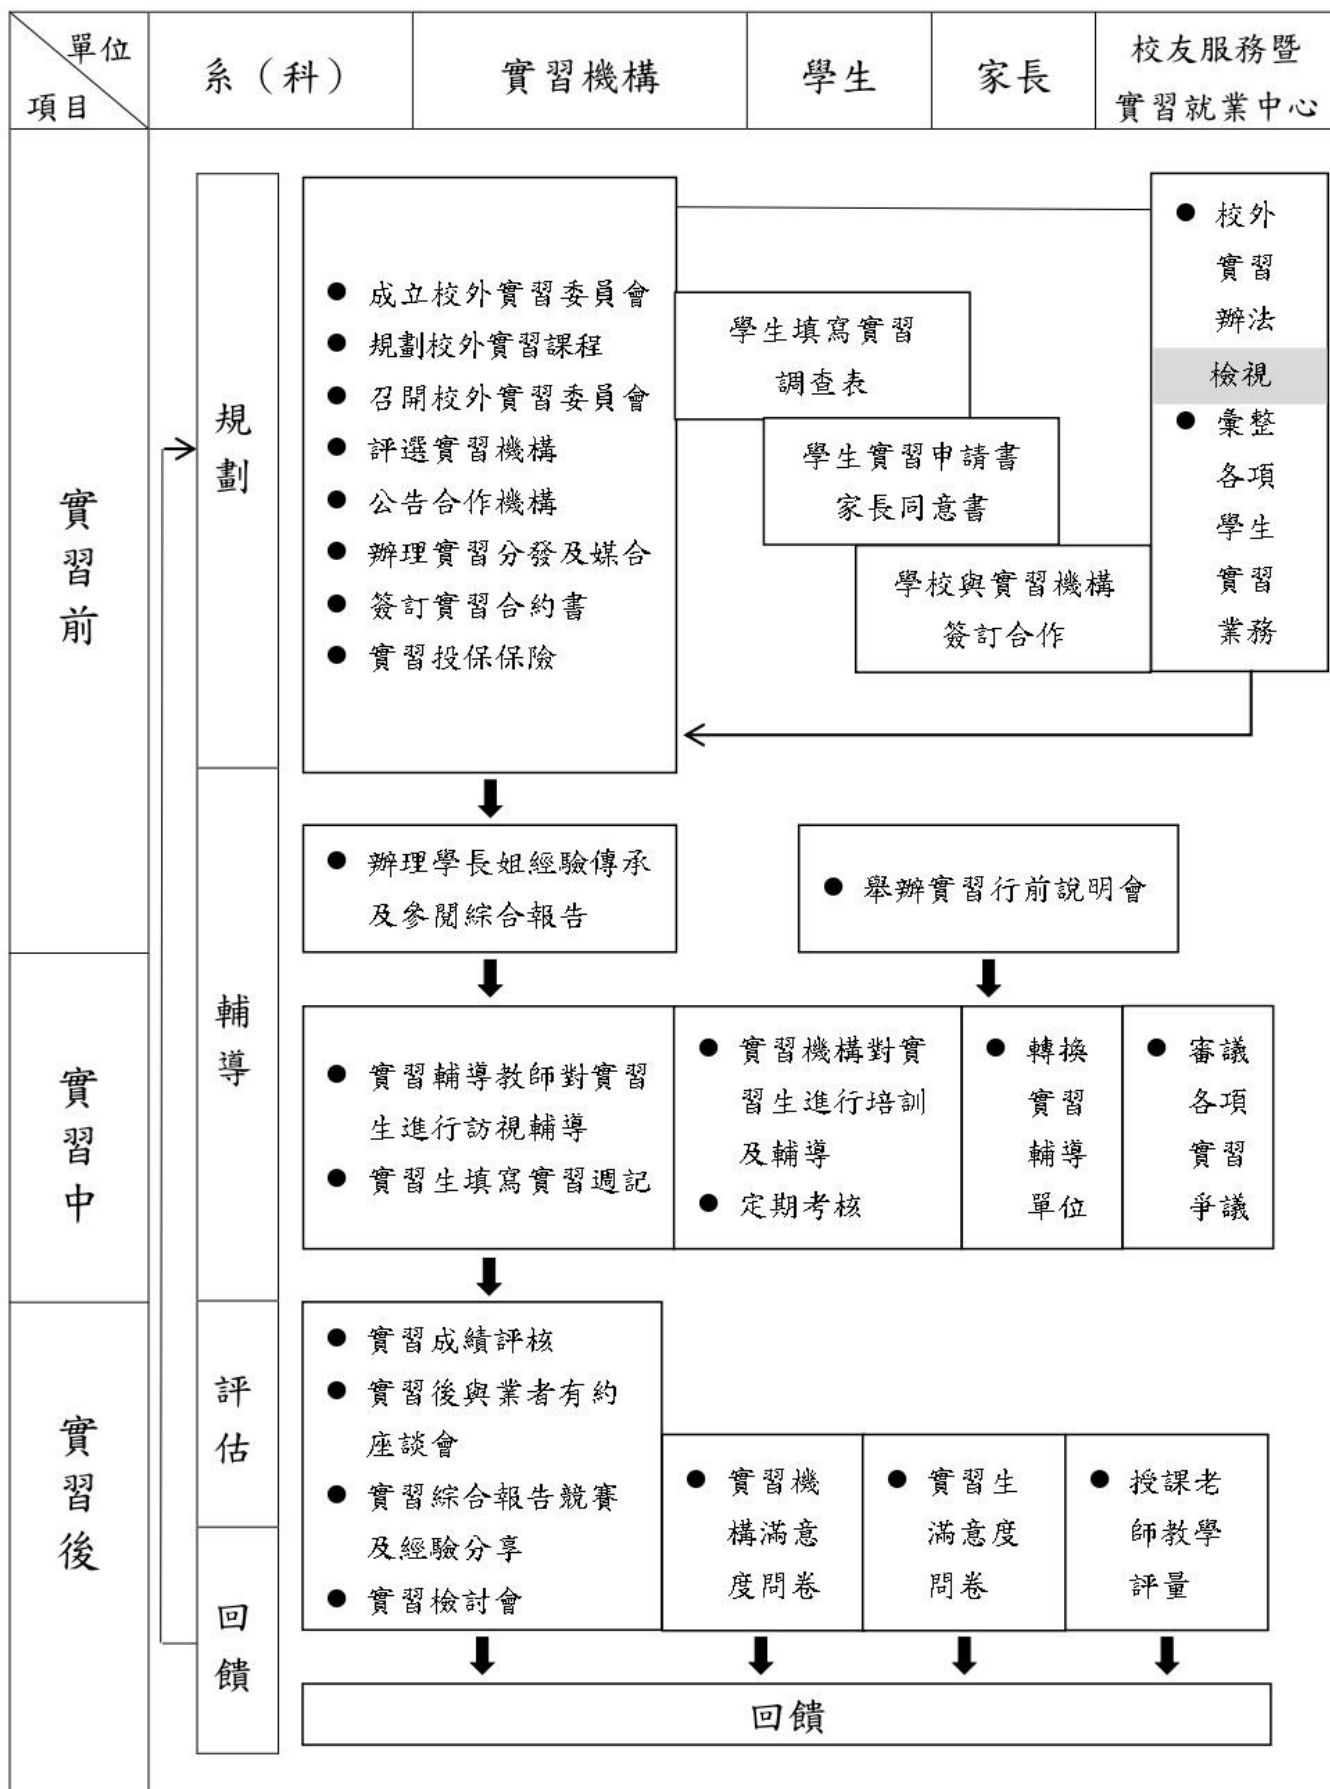 單位
項目
系（科）
實習機構
學生
家長
校友服務暨
實習就業中心
實
習
前
規
劃
● 成立校外實習委員會
● 規劃校外實習課程
● 召開校外實習委員會
● 評選實習機構
● 公告合作機構
● 辦理實習分發及媒合
● 簽訂實習合約書
● 實習投保保險
學生填寫實習
調查表
學生實習申請書
家長同意書
學校與實習機構
簽訂合作
● 校外
實習
辦法
檢視
● 彙整
各項
學生
實習
業務
輔
導
● 辦理學長姐經驗傳承
及參閱綜合報告
● 舉辦實習行前說明會
實
習
中
● 實習輔導教師對實習
生進行訪視輔導
● 實習生填寫實習週記
● 實習機構對實
習生進行培訓
及輔導
● 定期考核
● 轉換
實習
輔導
單位
● 審議
各項
實習
爭議
實
習
後
評
估
● 實習成績評核
● 實習後與業者有約
座談會
● 實習綜合報告競賽
及經驗分享
● 實習檢討會
● 實習機
構滿意
度問卷
● 實習生
滿意度
問卷
● 授課老
師教學
評量
回
饋
回饋